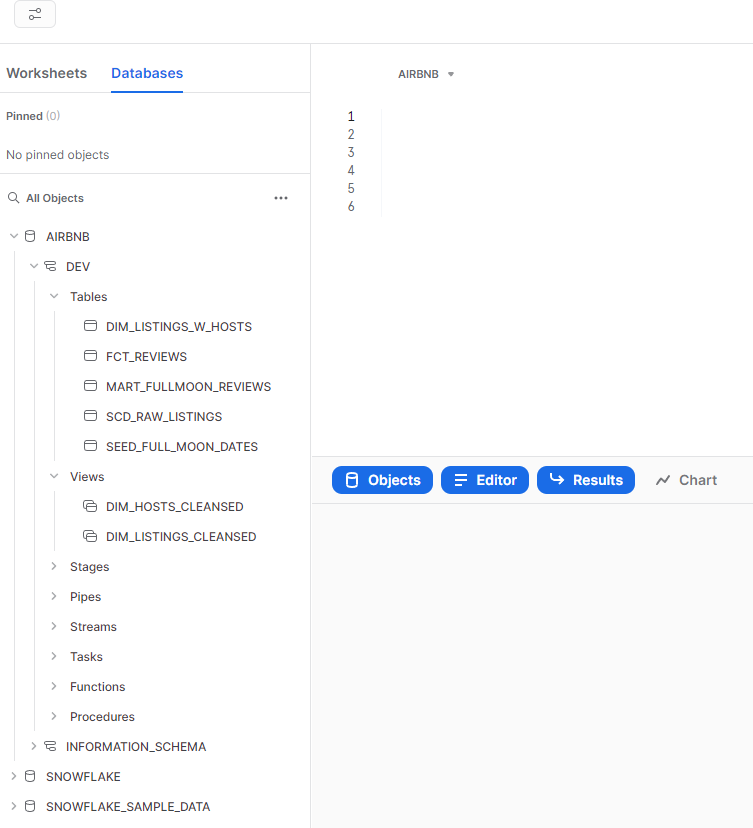 Worksheets Databases
Pinned (0)
No pinned objects
All Objects
AIRBNB
DEV
Tables
DIM_LISTINGS_W_HOSTS
FCT_REVIEWS
MART_FULLMOON_REVIEWS
SCD_RAW_LISTINGS
SEED_FULL_MOON_DATES
Views
DIM_HOSTS_CLEANSED
DIM_LISTINGS_CLEANSED
Stages
Pipes
Streams
Tasks
Functions
Procedures
INFORMATION_SCHEMA
SNOWFLAKE
SNOWFLAKE_SAMPLE_DATA
AIRBNB
1
2
3
4
5
6
Objects Editor Results Chart